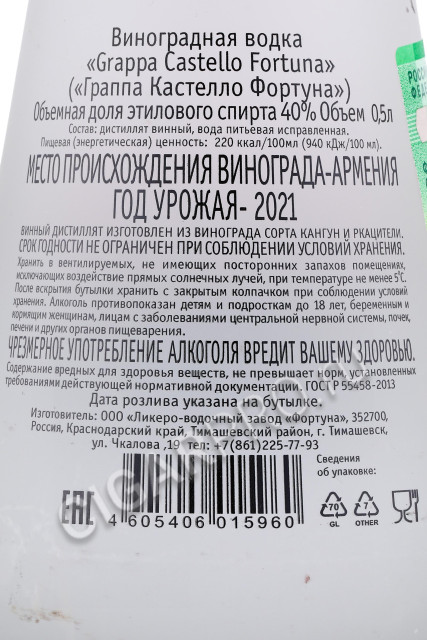 Виноградная водка
«Grappa Castello Fortuna»
(«Граппа Кастелло Фортуна»)
Объемная доля этилового спирта 40% Объем 0,5л
Состав: дистиллят винный, вода питьевая исправленная.
Пищевая (энергетическая) ценность: 220 ккал/100мл (940 кДж/100 мл).
МЕСТО ПРОИСХОЖДЕНИЯ ВИНОГРАДА-АРМЕНИЯ
ГОД УРОЖАЯ- 2021
ВИННЫЙ ДИСТИЛЛЯТ ИЗГОТОВЛЕН ИЗ ВИНОГРАДА СОРТА КАНГУН И РКАЦИТЕЛИ.
СРОК ГОДНОСТИ НЕ ОГРАНИЧЕН ПРИ СОБЛЮДЕНИИ УСЛОВИЙ ХРАНЕНИЯ.
Хранить в вентилируемых, не имеющих посторонних запахов помещениях,
исключающих воздействие прямых солнечных лучей, при температуре не менее 5°С.
После вскрытия бутылки хранить с закрытым колпачком при соблюдении условий
хранения. Алкоголь противопоказан детям и подросткам до 18 лет, беременным и
кормящим женщинам, лицам с заболеваниями центральной нервной системы, почек,
печени и других органов пищеварения.
ЧРЕЗМЕРНОЕ УПОТРЕБЛЕНИЕ АЛКОГОЛЯ ВРЕДИТ ВАШЕМУ ЗДОРОВЬЮ.
Содержание вредных для здоровья веществ, не превышает норм, установленных
требованиями действующей нормативной документации. ГОСТ Р 55458-2013
Дата розлива указана на бутылке.
Изготовитель: ООО «Ликеро-водочный завод «Фортуна», 352700,
Россия, Краснодарский край, Тимашевский район, г. Тимашевск,
ул. Чкалова ,19 тел: +7(861)225-77-93
Сведения
об упаковке:
EAC
4 605406 015960
70
GL
7
OTHER